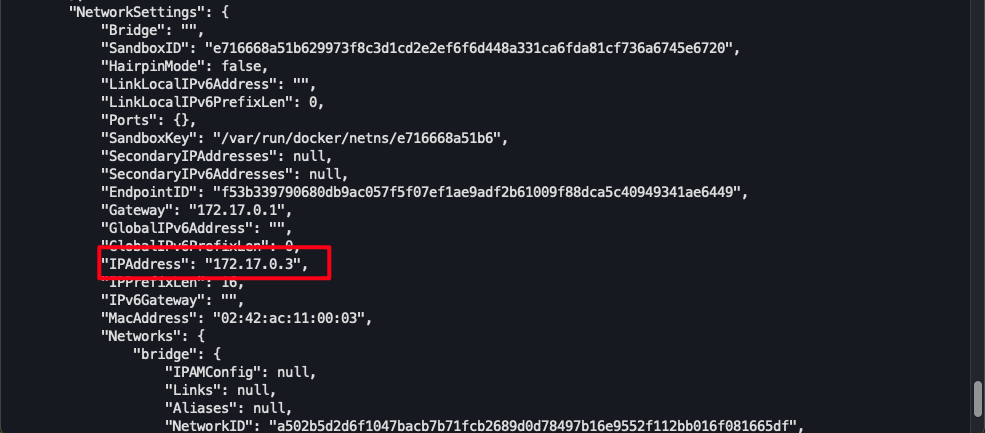 "NetworkSettings": {
"Bridge": "",
"SandboxID": "e716668a51b629973f8c3d1cd2e2ef6f6d448a331ca6fda81cf736a6745e6720",
"HairpinMode": false,
"LinkLocalIPv6Address": "",
"LinkLocalIPv6PrefixLen": 0,
"Ports": {},
"SandboxKey": "/var/run/docker/netns/e716668a51b6",
"SecondaryIPAddresses": null,
"SecondaryIPv6Addresses": null,
"EndpointID": "f53b339790680db9ac057f5f07ef1ae9adf2b61009f88dca5c40949341ae6449",
"Gateway": "172.17.0.1",
"GlobalIPv6Address": "",
"GlobalIPv6PrefixLen": 0,
"IPAddress": "172.17.0.3",
"IPPrefixLen": 16,
"IPv6Gateway": "",
"MacAddress": "02:42:ac:11:00:03",
"Networks": {
"bridge": {
"IPAMConfig": null,
"Links": null,
"Aliases": null,
"NetworkID": "a502b5d2d6f1047bacb7b71fcb2689d0d78497b16e9552f112bb016f081665df",